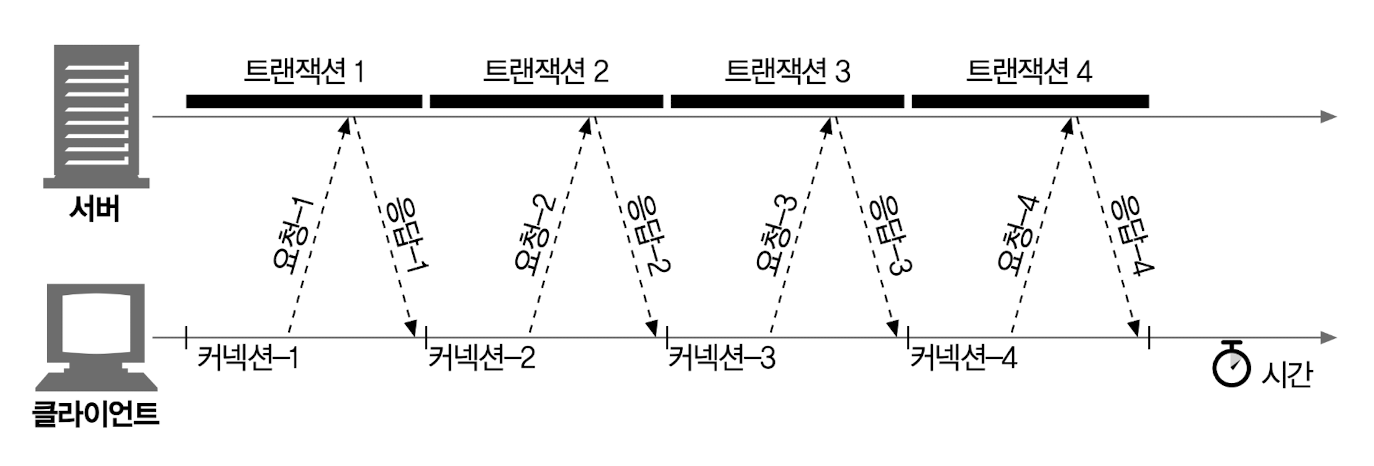 트랜잭션 1
트랜잭션 2
트랜잭션 3
트랜잭션 4
서버
요청–1
응답–1
요청–2
응답–2
요청–3
응답–3
요청–4
응답–4
커넥션–1
커넥션–2
커넥션–3
커넥션–4
시간
클라이언트